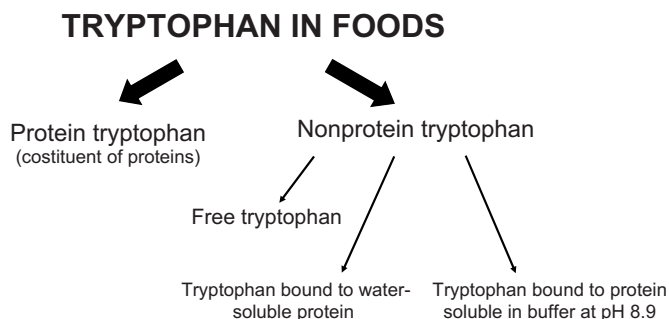 TRYPTOPHAN IN FOODS
Protein tryptophan
(costituent of proteins)
Nonprotein tryptophan
Free tryptophan
Tryptophan bound to water-
soluble protein
Tryptophan bound to protein
soluble in buffer at pH 8.9